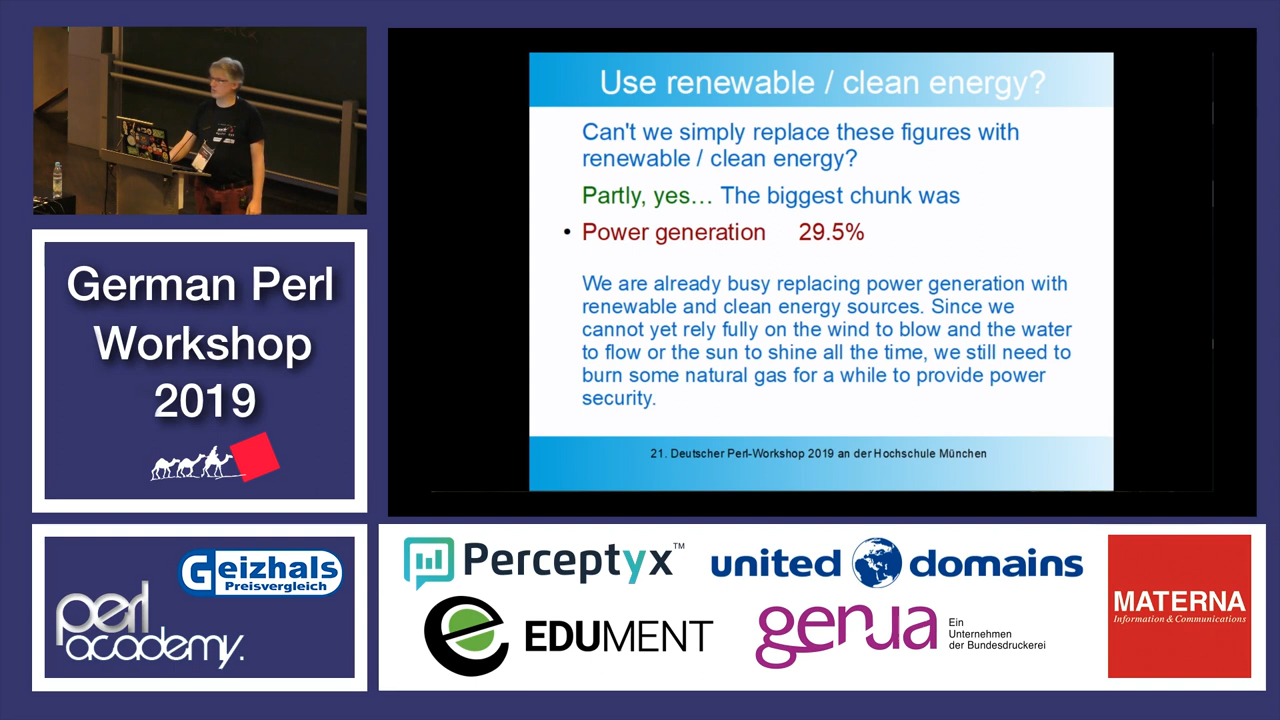 German Perl
Workshop
2019
Use renewable / clean energy?
Can't we simply replace these figures with
renewable / clean energy?
Partly, yes... The biggest chunk was
• Power generation 29.5%
We are already busy replacing power generation with
renewable and clean energy sources. Since we
cannot yet rely fully on the wind to blow and the water
to flow or the sun to shine all the time, we still need to
burn some natural gas for a while to provide power
security.
21. Deutscher Perl-Workshop 2019 an der Hochschule München
Geizhals
Preisvergleich
perl
academy.
Perceptyx™
united domains
EDUMENT
genua
Ein
Unternehmen
der Bundesdruckerei
MATERNA
Information & Communications